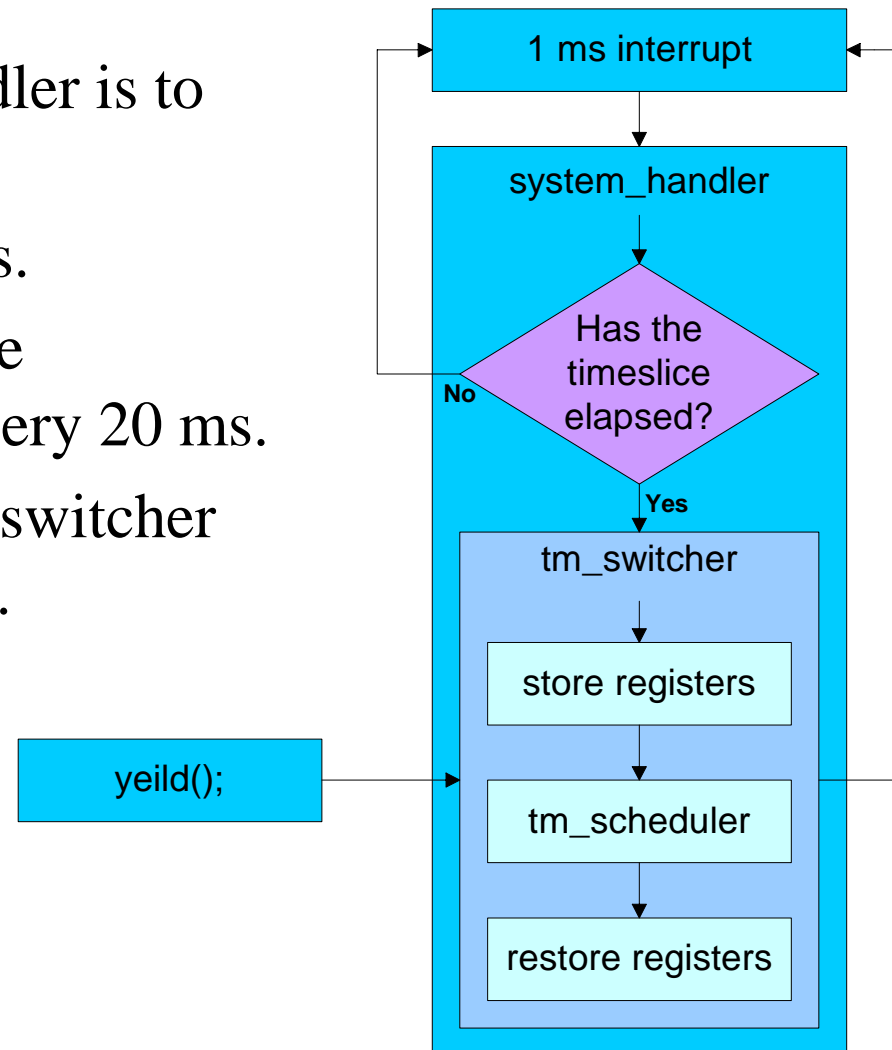 dler is to
s.
e
ery 20 ms.
switcher
.
1 ms interrupt
system_handler
Has the
timeslice
elapsed?
No
Yes
tm_switcher
store registers
yeild();
tm_scheduler
restore registers